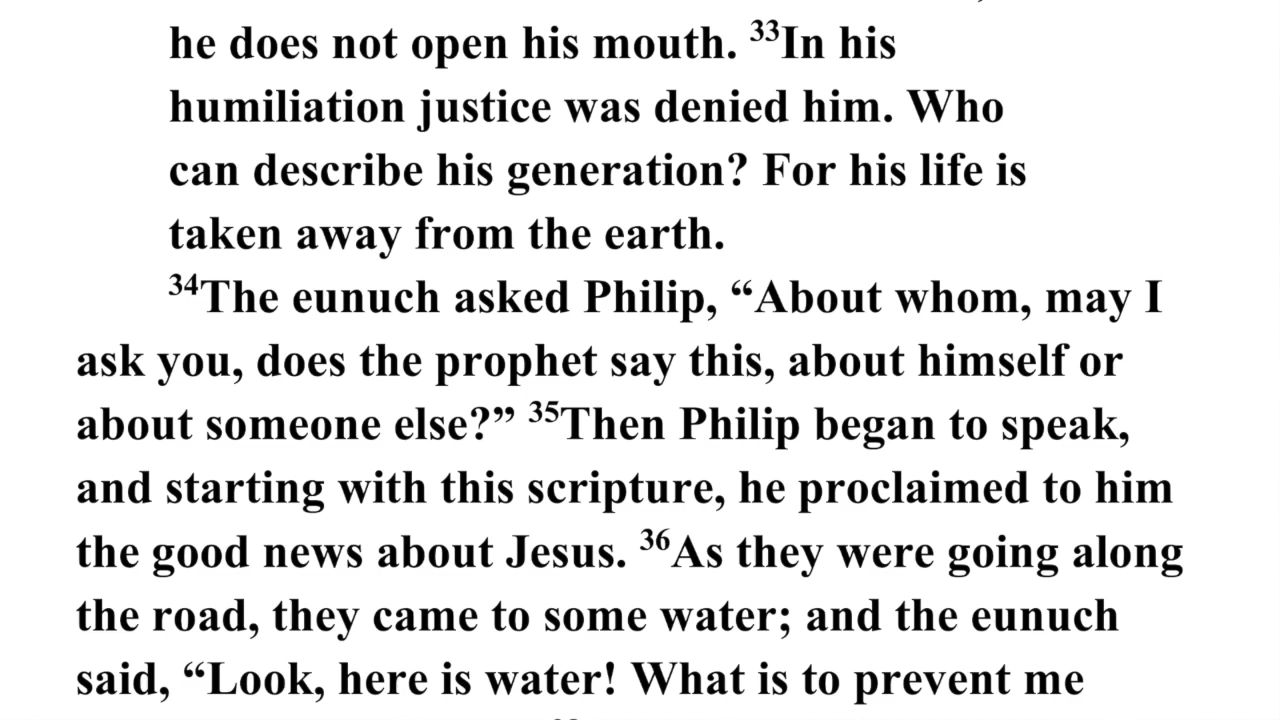 he does not open his mouth. ³³In his
humiliation justice was denied him. Who
can describe his generation? For his life is
taken away from the earth.
³⁴The eunuch asked Philip, “About whom, may I
ask you, does the prophet say this, about himself or
about someone else?” ³⁵Then Philip began to speak,
and starting with this scripture, he proclaimed to him
the good news about Jesus. ³⁶As they were going along
the road, they came to some water; and the eunuch
said, “Look, here is water! What is to prevent me